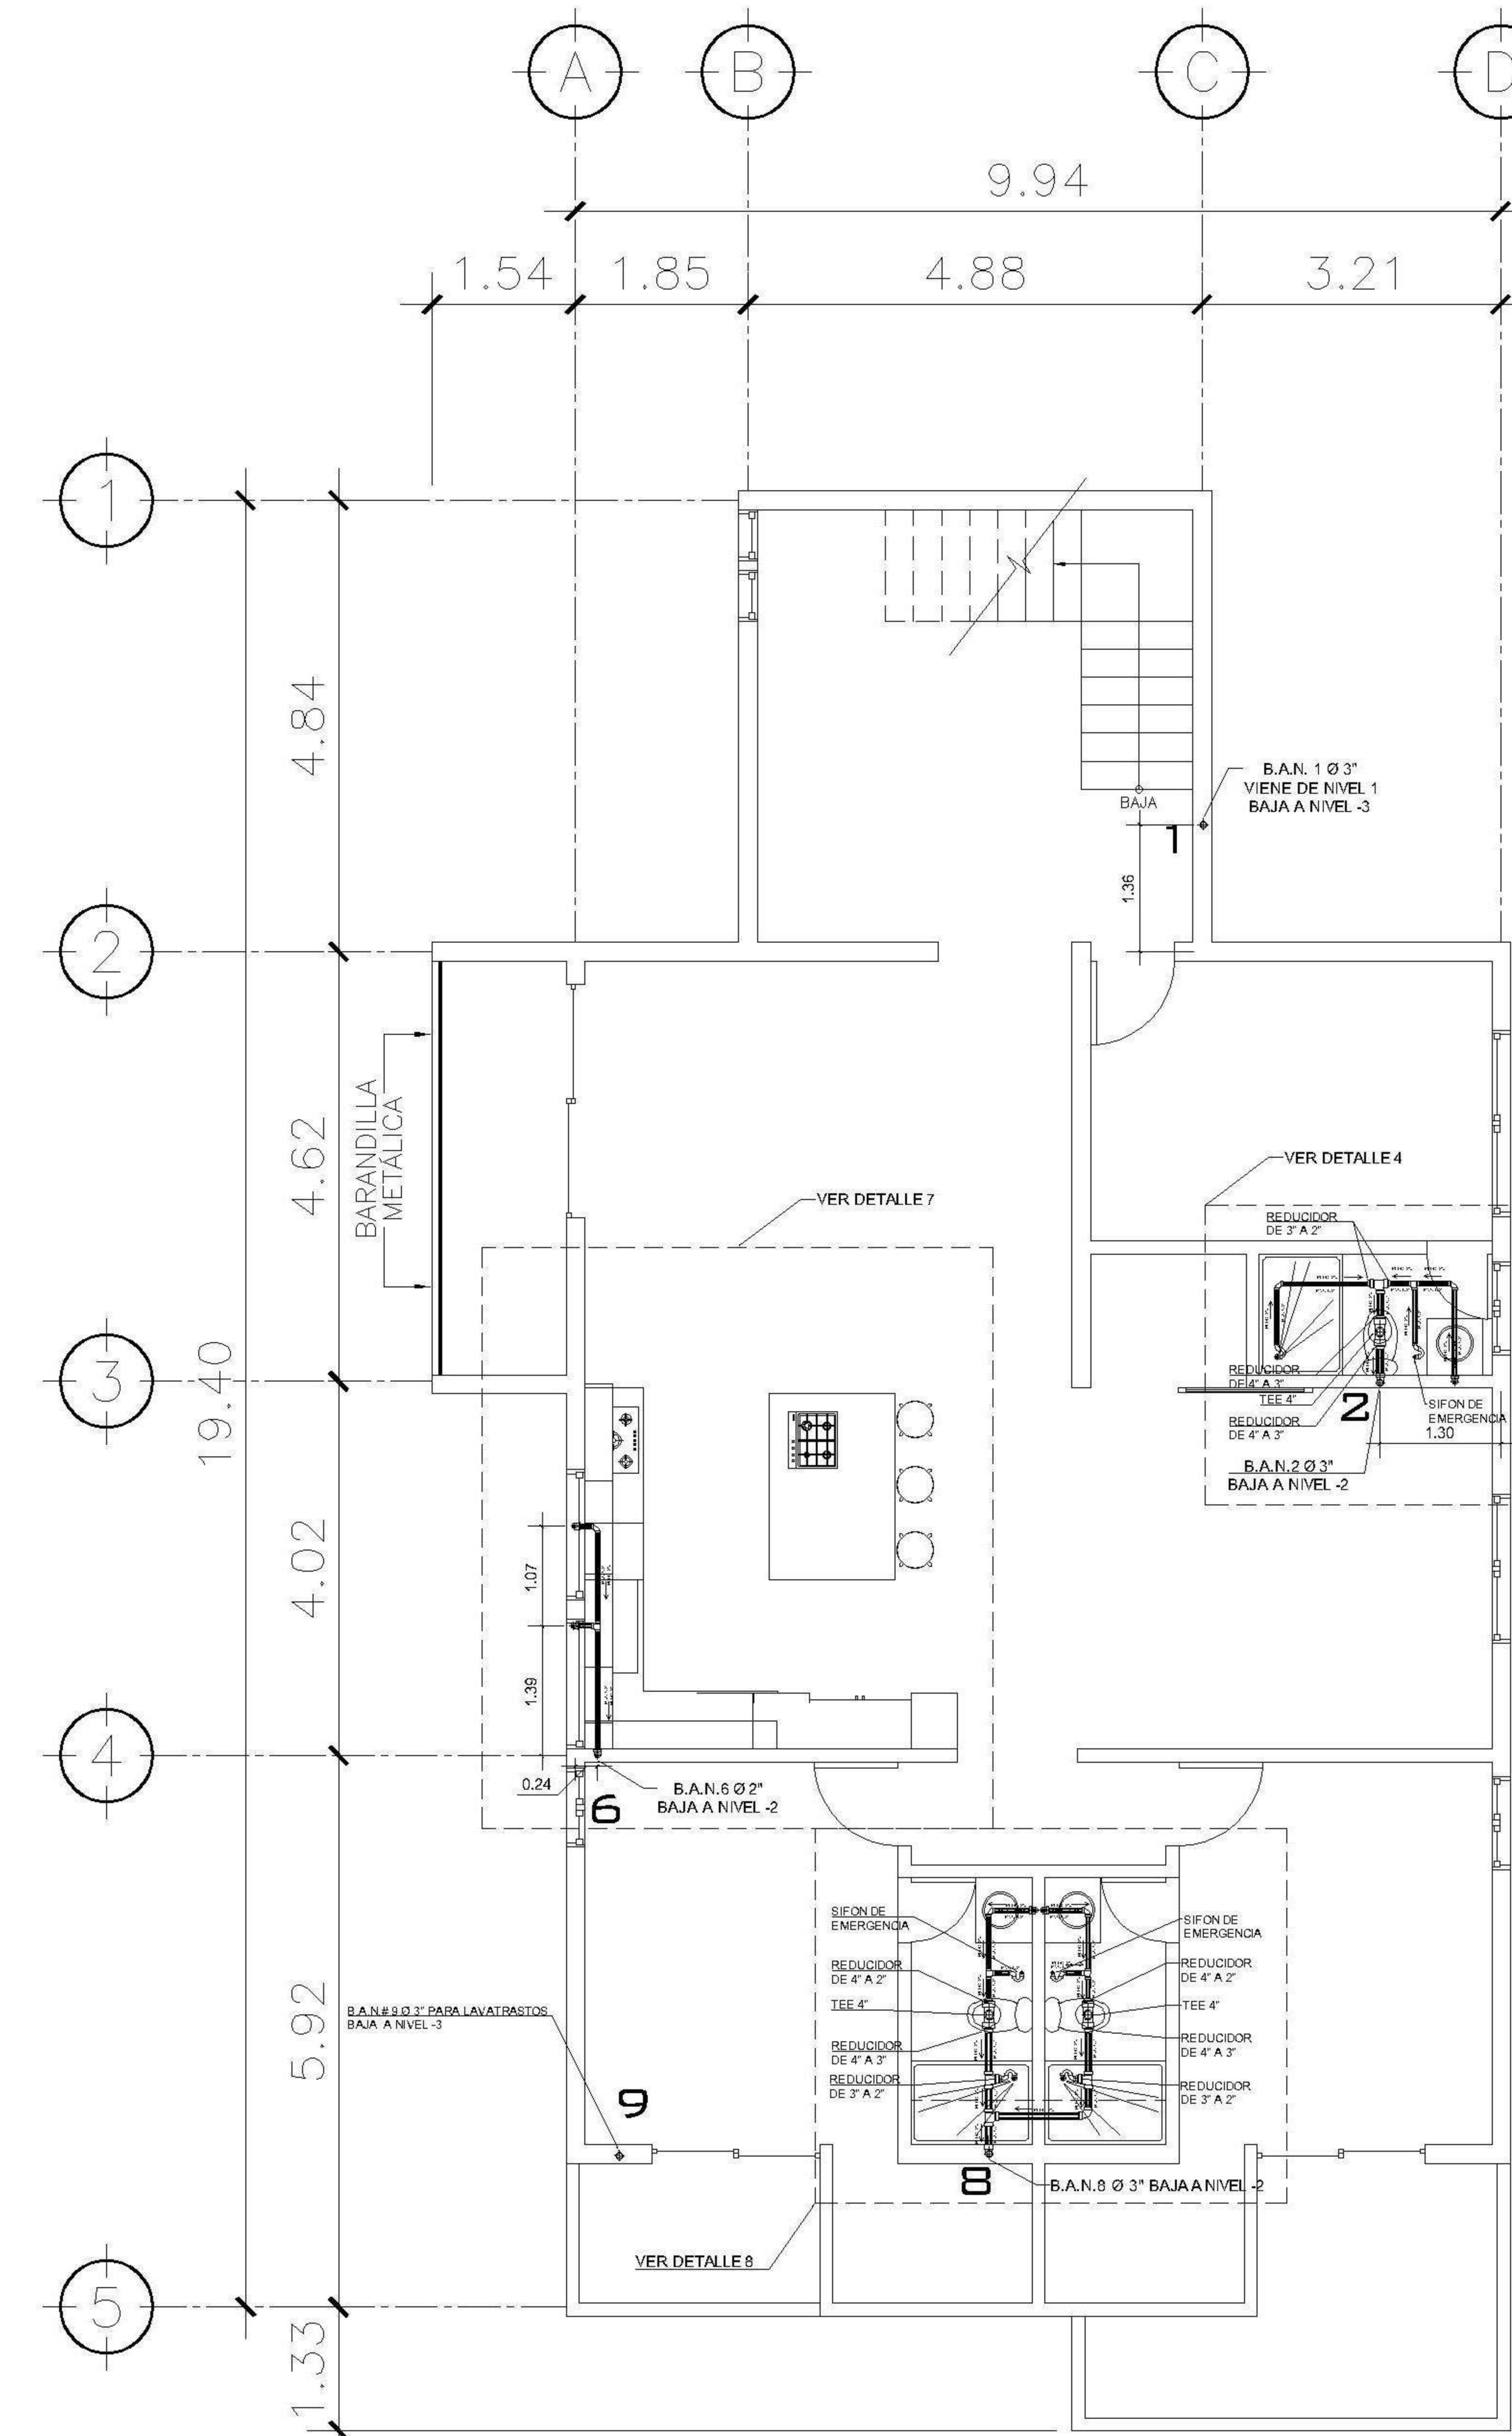 A
B
C
D
9.94
1.54
1.85
4.88
3.21
1
4.84
B.A.N. 1 Ø 3"
VIENE DE NIVEL 1
BAJA A NIVEL -3
BAJA
1
1.36
2
BARANDILLA
METÁLICA
4.62
VER DETALLE 4
VER DETALLE 7
REDUCIDOR
DE 3" A 2"
19.40
3
REDUCIDOR
DE 4" A 3"
TEE 4"
REDUCIDOR
DE 4" A 3"
2
SIFON DE
EMERGENCIA
1.30
B.A.N.2 Ø 3"
BAJA A NIVEL -2
4.02
1.07
1.39
4
0.24
6
B.A.N.6 Ø 2"
BAJA A NIVEL -2
SIFON DE
EMERGENCIA
SIFON DE
EMERGENCIA
REDUCIDOR
DE 4" A 2"
REDUCIDOR
DE 4" A 2"
TEE 4"
TEE 4"
5.92
B.A.N # 9 Ø 3" PARA LAVATRASTOS
BAJA A NIVEL -3
REDUCIDOR
DE 4" A 3"
REDUCIDOR
DE 4" A 3"
REDUCIDOR
DE 3" A 2"
REDUCIDOR
DE 3" A 2"
9
8
B.A.N.8 Ø 3" BAJA A NIVEL -2
VER DETALLE 8
5
1.33